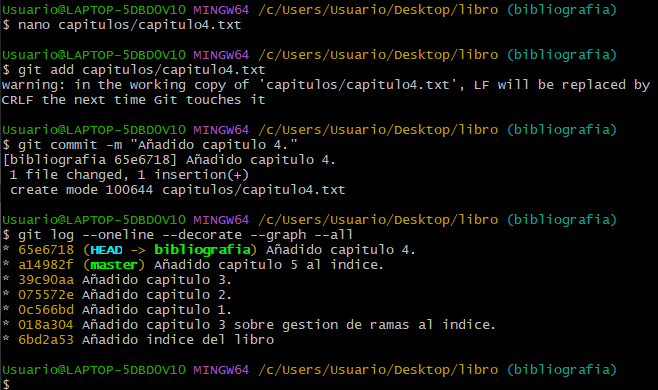 Usuario@LAPTOP-5DBD0V10 MINGW64 /c/Users/Usuario/Desktop/libro (bibliografia)
$ nano capitulos/capitulo4.txt
Usuario@LAPTOP-5DBD0V10 MINGW64 /c/Users/Usuario/Desktop/libro (bibliografia)
$ git add capitulos/capitulo4.txt
warning: in the working copy of 'capitulos/capitulo4.txt', LF will be replaced by
CRLF the next time Git touches it
Usuario@LAPTOP-5DBD0V10 MINGW64 /c/Users/Usuario/Desktop/libro (bibliografia)
$ git commit -m "Añadido capitulo 4."
[bibliografia 65e6718] Añadido capitulo 4.
 1 file changed, 1 insertion(+)
 create mode 100644 capitulos/capitulo4.txt
Usuario@LAPTOP-5DBD0V10 MINGW64 /c/Users/Usuario/Desktop/libro (bibliografia)
$ git log --oneline --decorate --graph --all
* 65e6718 (HEAD -> bibliografia) Añadido capitulo 4.
* a14982f (master) Añadido capitulo 5 al indice.
* 39c90aa Añadido capitulo 3.
* 075572e Añadido capitulo 2.
* 0c566bd Añadido capitulo 1.
* 018a304 Añadido capitulo 3 sobre gestion de ramas al indice.
* 6bd2a53 Añadido indice del libro
Usuario@LAPTOP-5DBD0V10 MINGW64 /c/Users/Usuario/Desktop/libro (bibliografia)
$